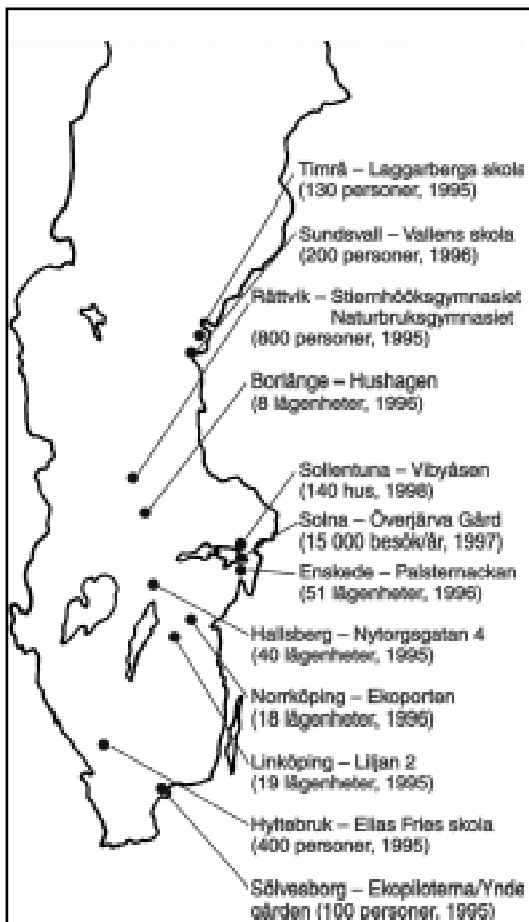 Timrå – Laggarbergs skola
(130 personer, 1995)
Sundsvall – Vallens skola
(200 personer, 1996)
Rättvik – Stiernhööksgymnasiet
Naturbruksgymnasiet
(800 personer, 1995)
Borlänge – Hushagen
(8 lägenheter, 1996)
Sollentuna – Vibyåsen
(140 hus, 1998)
Solna – Överjärva Gård
(15 000 besök/år, 1997)
Enskede – Palsternackan
(51 lägenheter, 1996)
Hallsberg – Nytorgsgatan 4
(40 lägenheter, 1995)
Norrköping – Ekoporten
(18 lägenheter, 1996)
Linköping – Liljan 2
(19 lägenheter, 1995)
Hyltebruk – Elias Fries skola
(400 personer, 1995)
Sölvesborg – Ekopiloterna/Ynde
gården (100 personer, 1995)